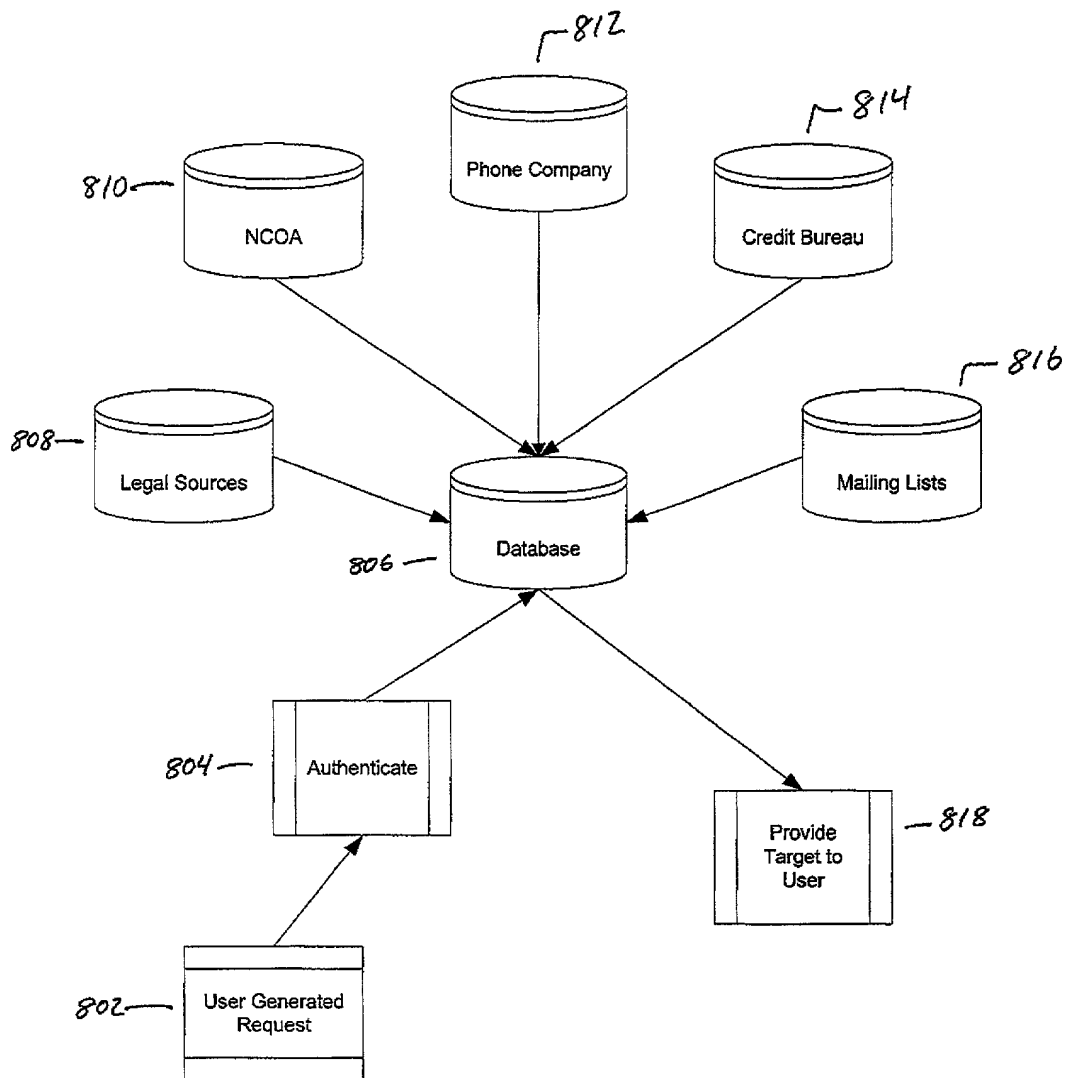 812
Phone Company
814
Credit Bureau
810
NCOA
816
Mailing Lists
808
Legal Sources
Database
806
804
Authenticate
818
Provide
Target to
User
802
User Generated
Request